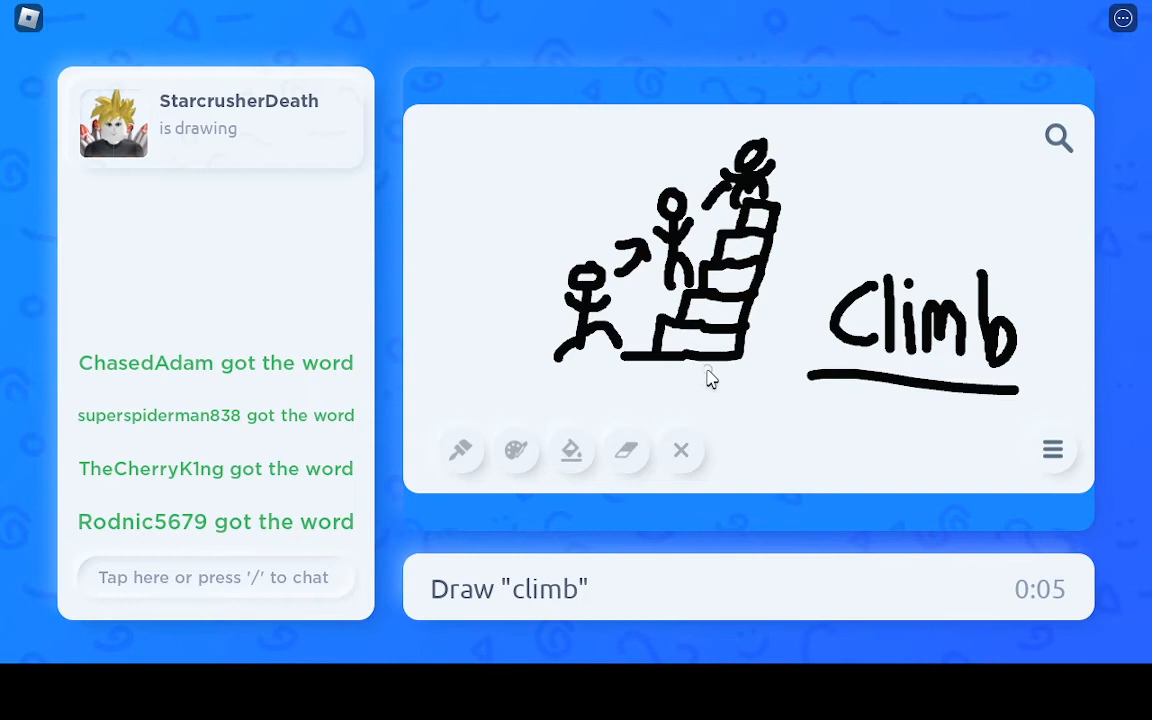 StarcrusherDeath
is drawing
ChasedAdam got the word
superspiderman838 got the word
TheCherryK1ng got the word
Rodnic5679 got the word
Tap here or press '/' to chat
Climb
Draw "climb"
0:05